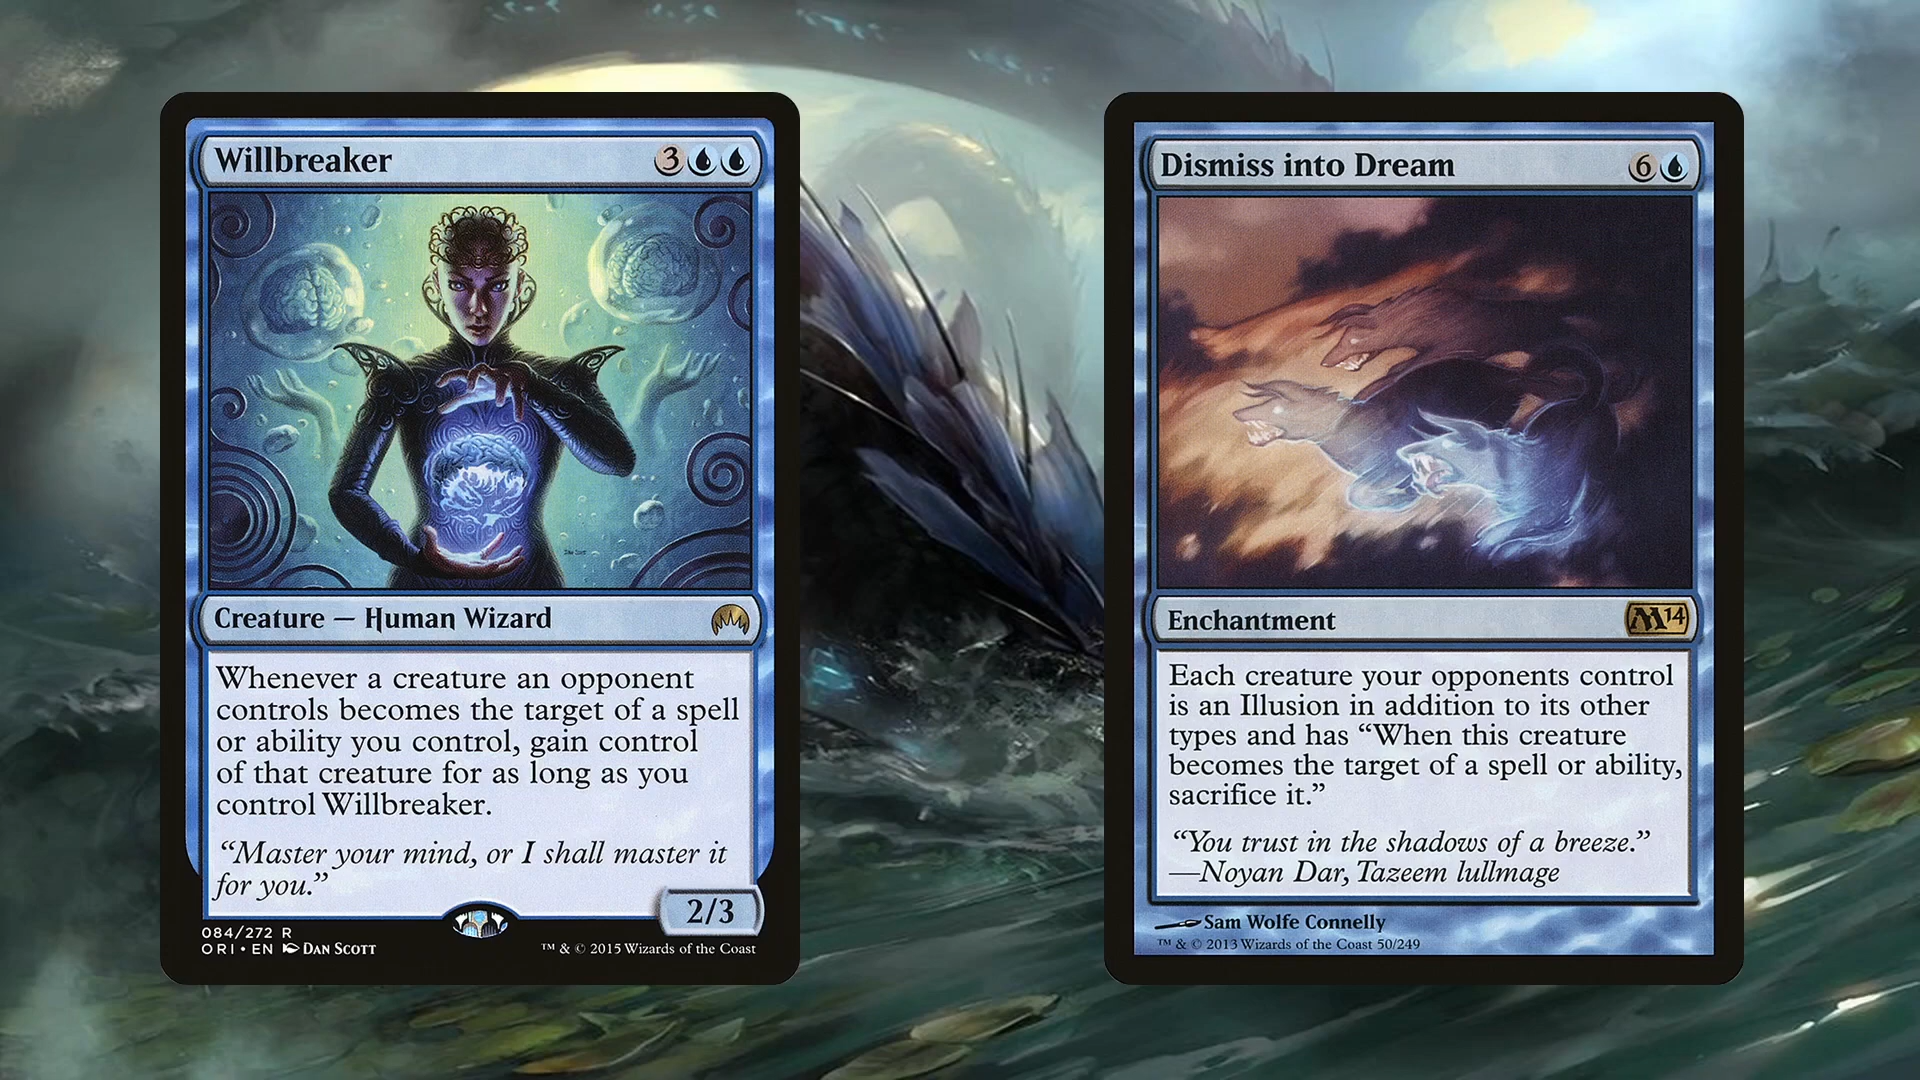 Willbreaker
3
Creature — Human Wizard
Whenever a creature an opponent
controls becomes the target of a spell
or ability you control, gain control
of that creature for as long as you
control Willbreaker.
“Master your mind, or I shall master it
for you.”
2/3
084/272 R
ORI • EN DAN SCOTT
™ & © 2015 Wizards of the Coast
Dismiss into Dream
6
Enchantment
M14
Each creature your opponents control
is an Illusion in addition to its other
types and has “When this creature
becomes the target of a spell or ability,
sacrifice it.”
“You trust in the shadows of a breeze.”
—Noyan Dar, Tazeem lullmage
Sam Wolfe Connelly
™ & © 2013 Wizards of the Coast 50/249